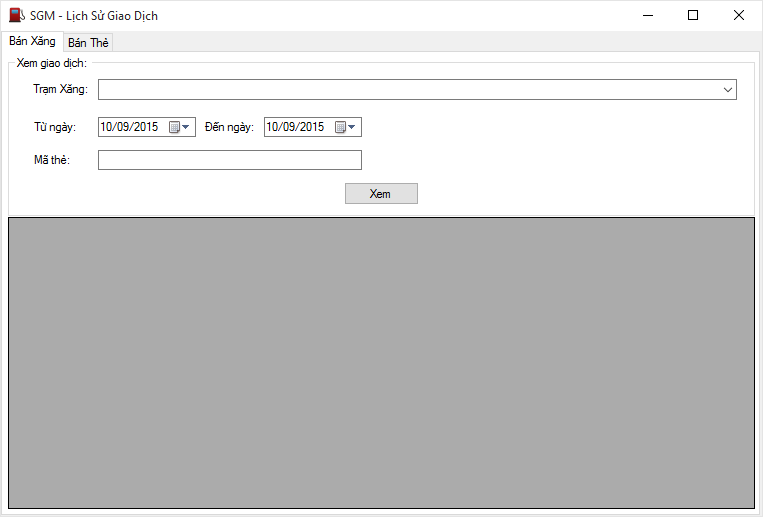 SGM - Lịch Sử Giao Dịch
Bán Xăng Bán Thẻ
Xem giao dịch:
Trạm Xăng:
Từ ngày: 10/09/2015 Đến ngày: 10/09/2015
Mã thẻ:
Xem